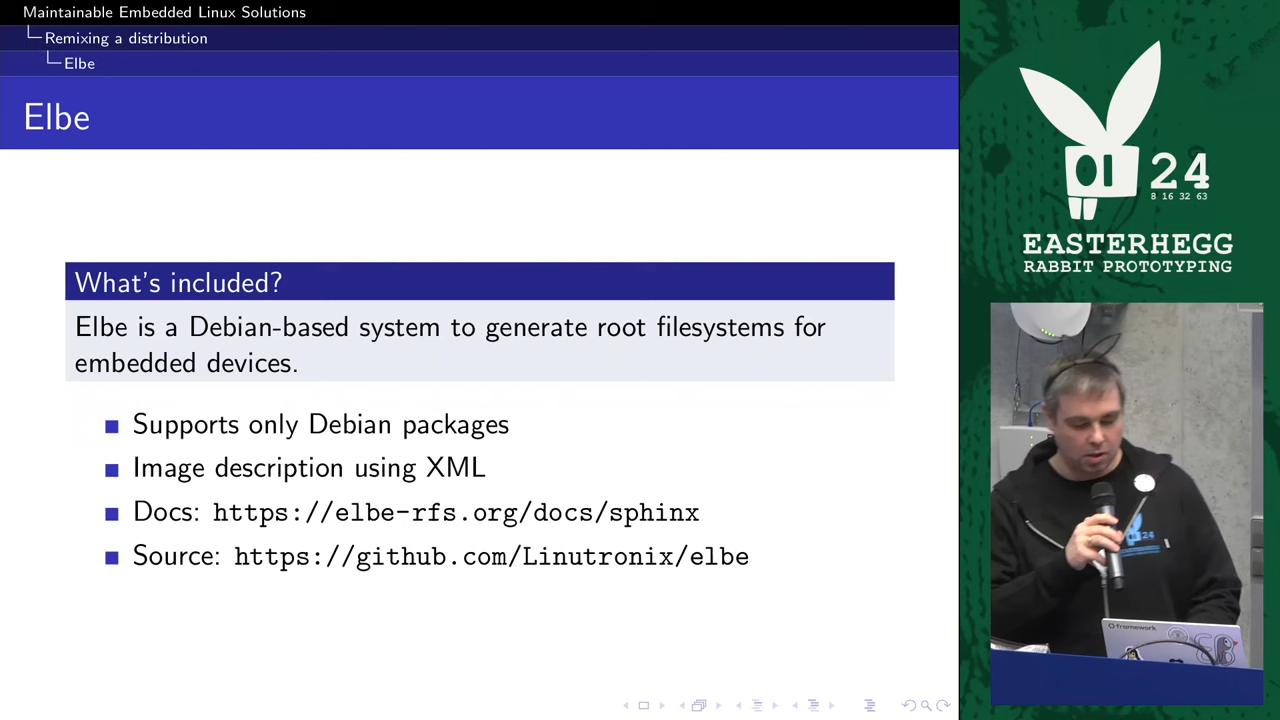 Maintainable Embedded Linux Solutions
Remixing a distribution
Elbe
Elbe
What's included?
Elbe is a Debian-based system to generate root filesystems for
embedded devices.
Supports only Debian packages
Image description using XML
Docs: https://elbe-rfs.org/docs/sphinx
Source: https://github.com/Linutronix/elbe
24
8 16 32 63
EASTERHEGG
RABBIT PROTOTYPING
framework